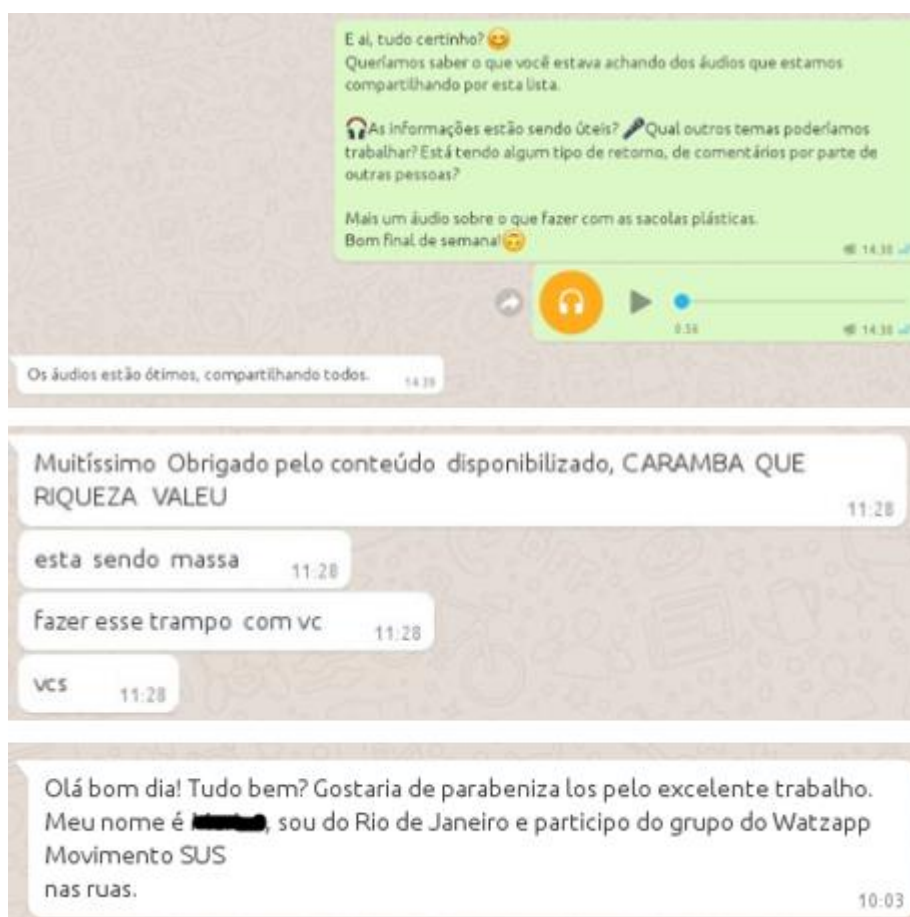 E aí, tudo certinho?😊
Queríamos saber o que você estava achando dos áudios que estamos
compartilhando por esta lista.
🎧As informações estão sendo úteis? 🎤Qual outros temas poderíamos
trabalhar? Está tendo algum tipo de retorno, de comentários por parte de
outras pessoas?
Mais um áudio sobre o que fazer com as sacolas plásticas.
Bom final de semana!🙃
14:38
0:56
14:38
Os áudios estão ótimos, compartilhando todos.
14:39
Muitíssimo Obrigado pelo conteúdo disponibilizado, CARAMBA QUE
RIQUEZA VALEU
11:28
esta sendo massa 11:28
fazer esse trampo com vc 11:28
vcs 11:28
Olá bom dia! Tudo bem? Gostaria de parabeniza los pelo excelente trabalho.
Meu nome é , sou do Rio de Janeiro e participo do grupo do Watzapp
Movimento SUS
nas ruas.
10:03